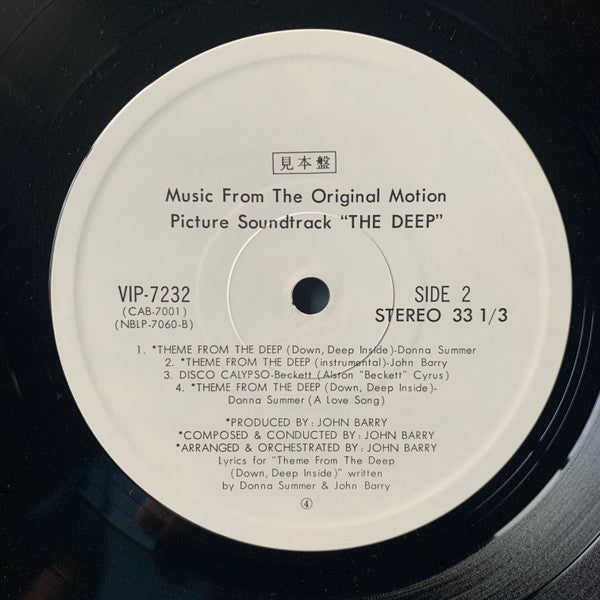 見本盤
Music From The Original Motion
Picture Soundtrack “THE DEEP”
VIP-7232
(CAB-7001)
(NBLP-7060-B)
SIDE 2
STEREO 33 1/3
1. *THEME FROM THE DEEP (Down, Deep Inside)-Donna Summer
2. *THEME FROM THE DEEP (instrumental)-John Barry
3. DISCO CALYPSO-Beckett (Alston “Beckett” Cyrus)
4. *THEME FROM THE DEEP (Down, Deep Inside)-
Donna Summer (A Love Song)
*PRODUCED BY: JOHN BARRY
*COMPOSED & CONDUCTED BY: JOHN BARRY
*ARRANGED & ORCHESTRATED BY: JOHN BARRY
Lyrics for “Theme From The Deep
(Down, Deep Inside)” written
by Donna Summer & John Barry
④